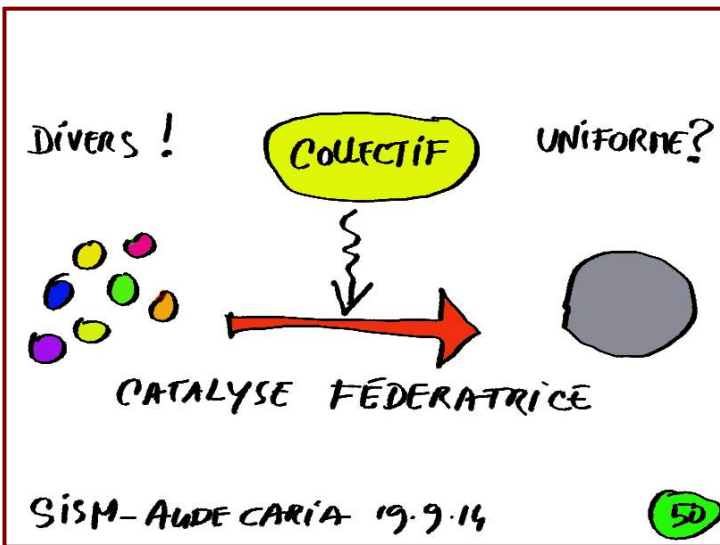 DIVERS !
COLLECTIF
UNIFORME?
CATALYSE FÉDERATRICE
SISM-AUDE CARIA 19.9.14
50